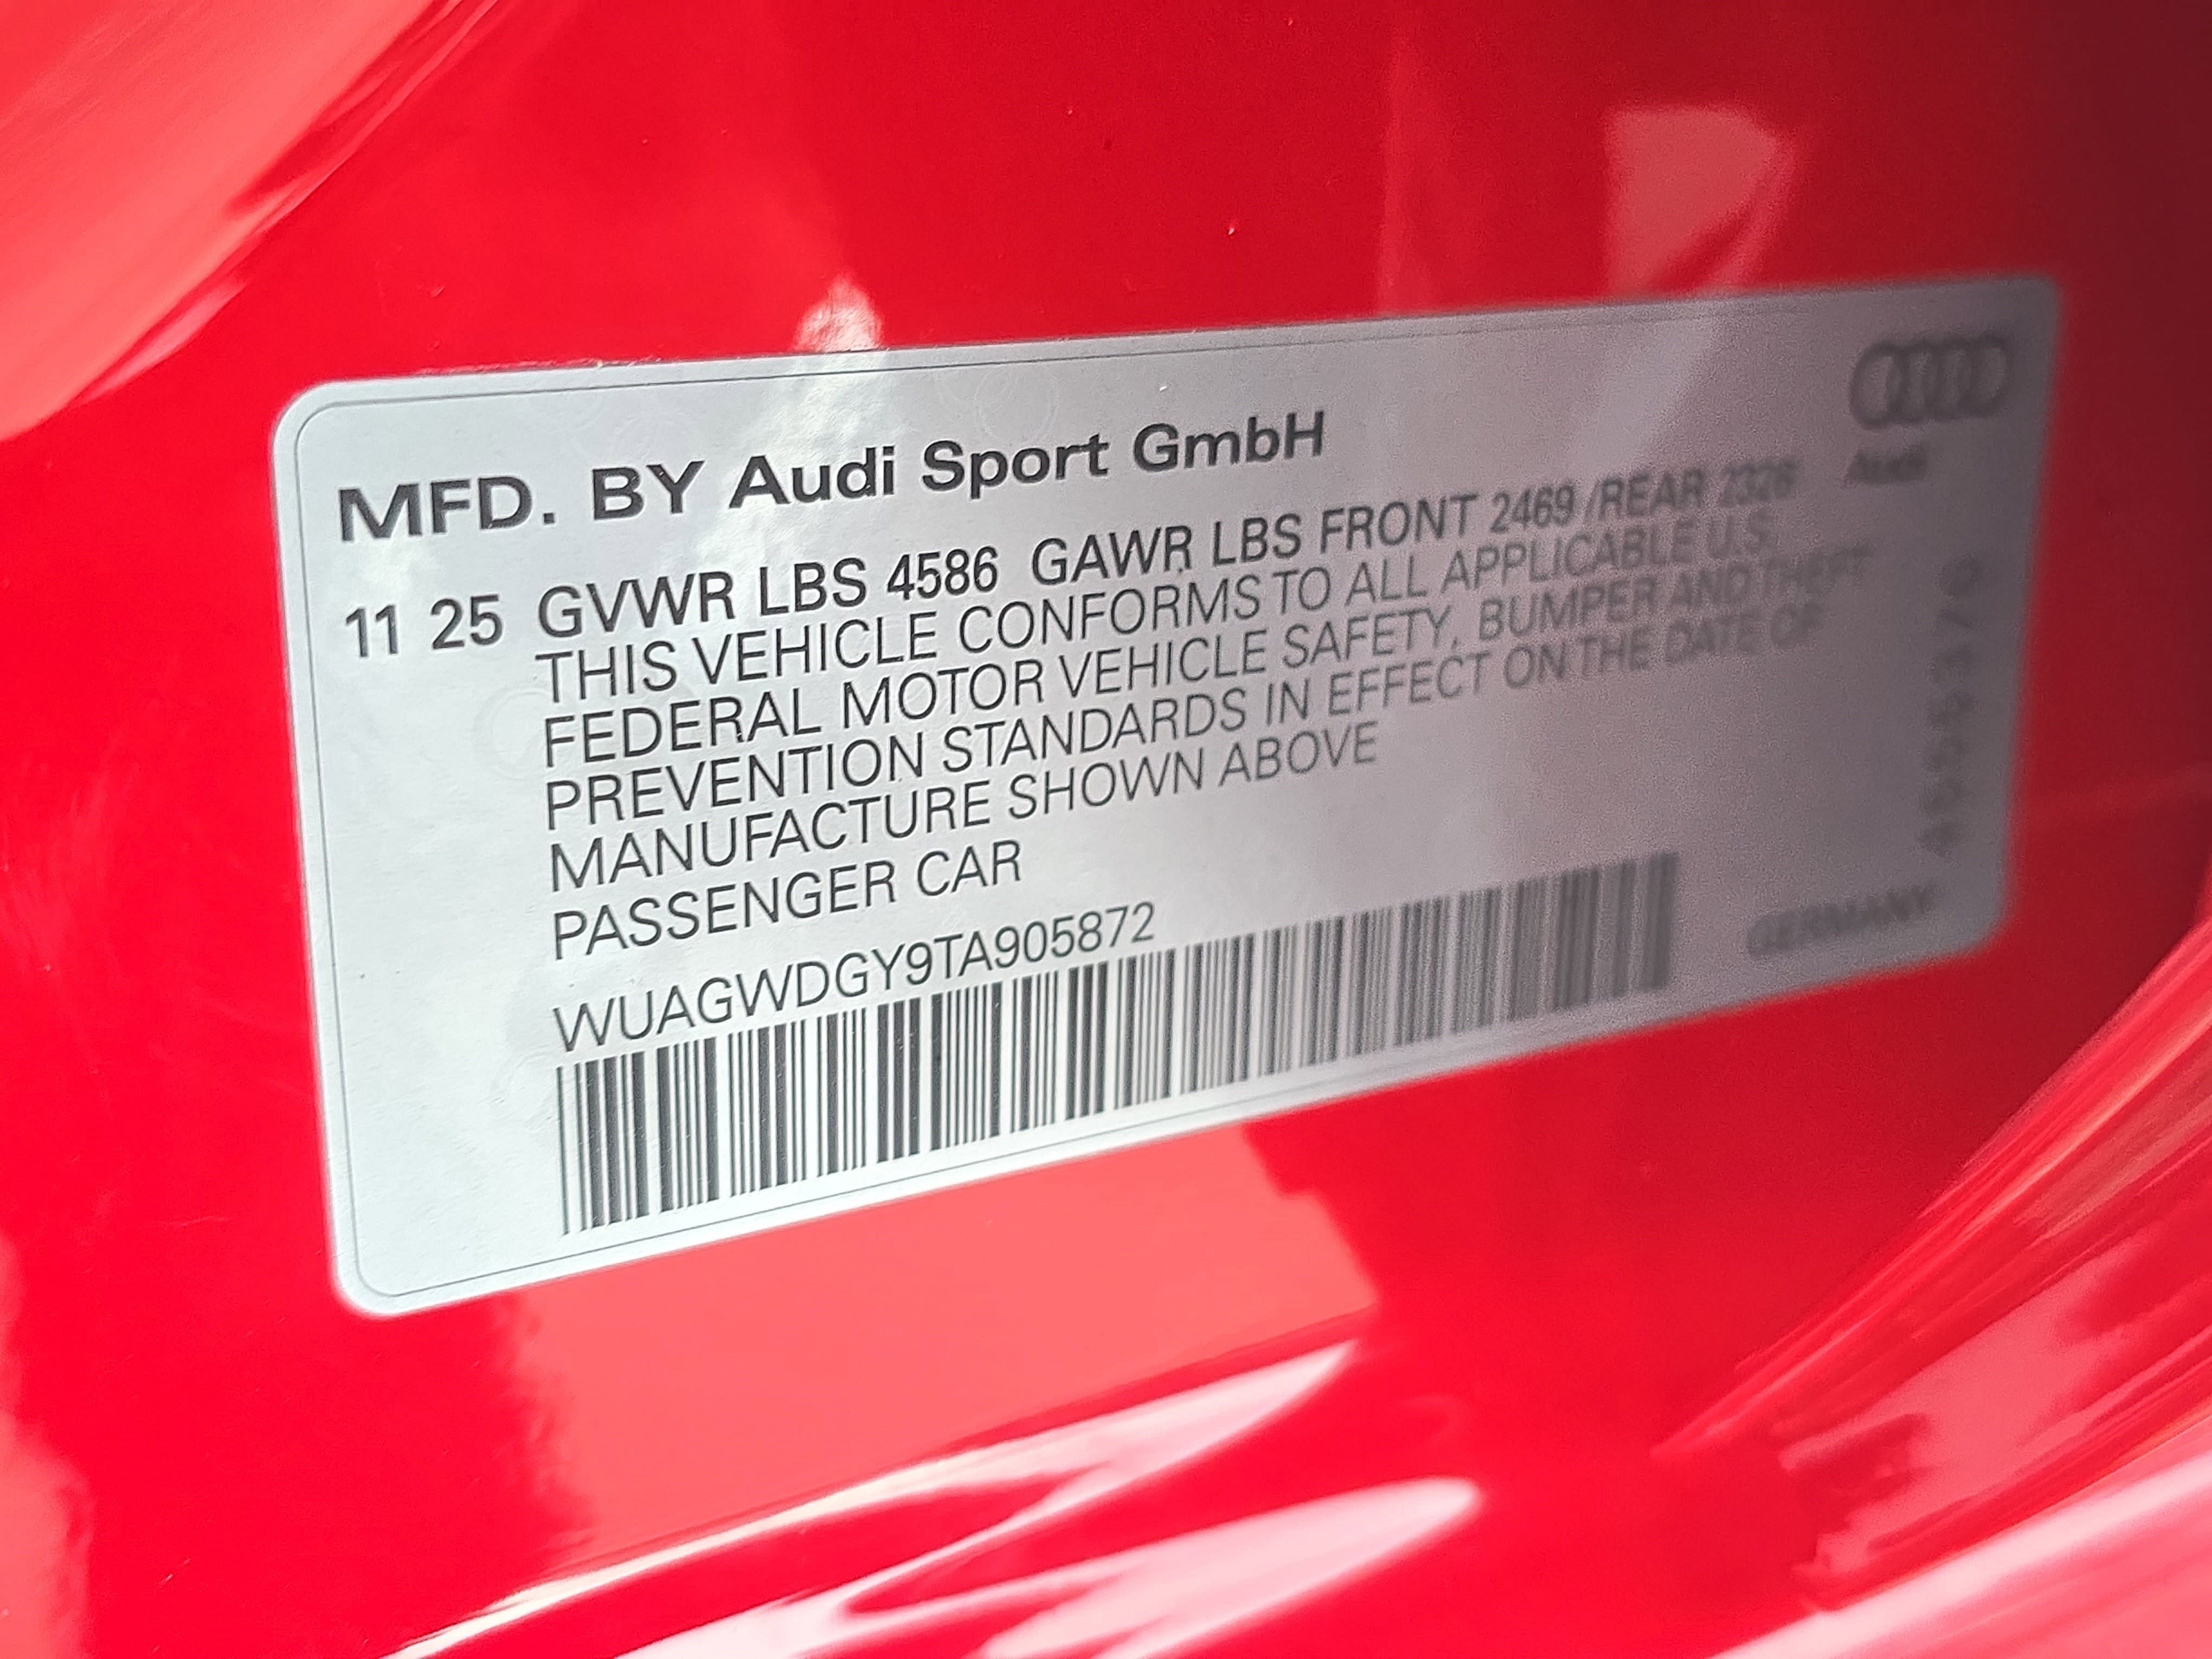 MFD. BY Audi Sport GmbH
11 25 GVWR LBS 4586 GAWR LBS FRONT 2469 /REAR 2326
THIS VEHICLE CONFORMS TO ALL APPLICABLE U.S.
FEDERAL MOTOR VEHICLE SAFETY, BUMPER AND THEFT
PREVENTION STANDARDS IN EFFECT ON THE DATE OF
MANUFACTURE SHOWN ABOVE
PASSENGER CAR
WUAGWDGY9TA905872
Audi
GERMANY